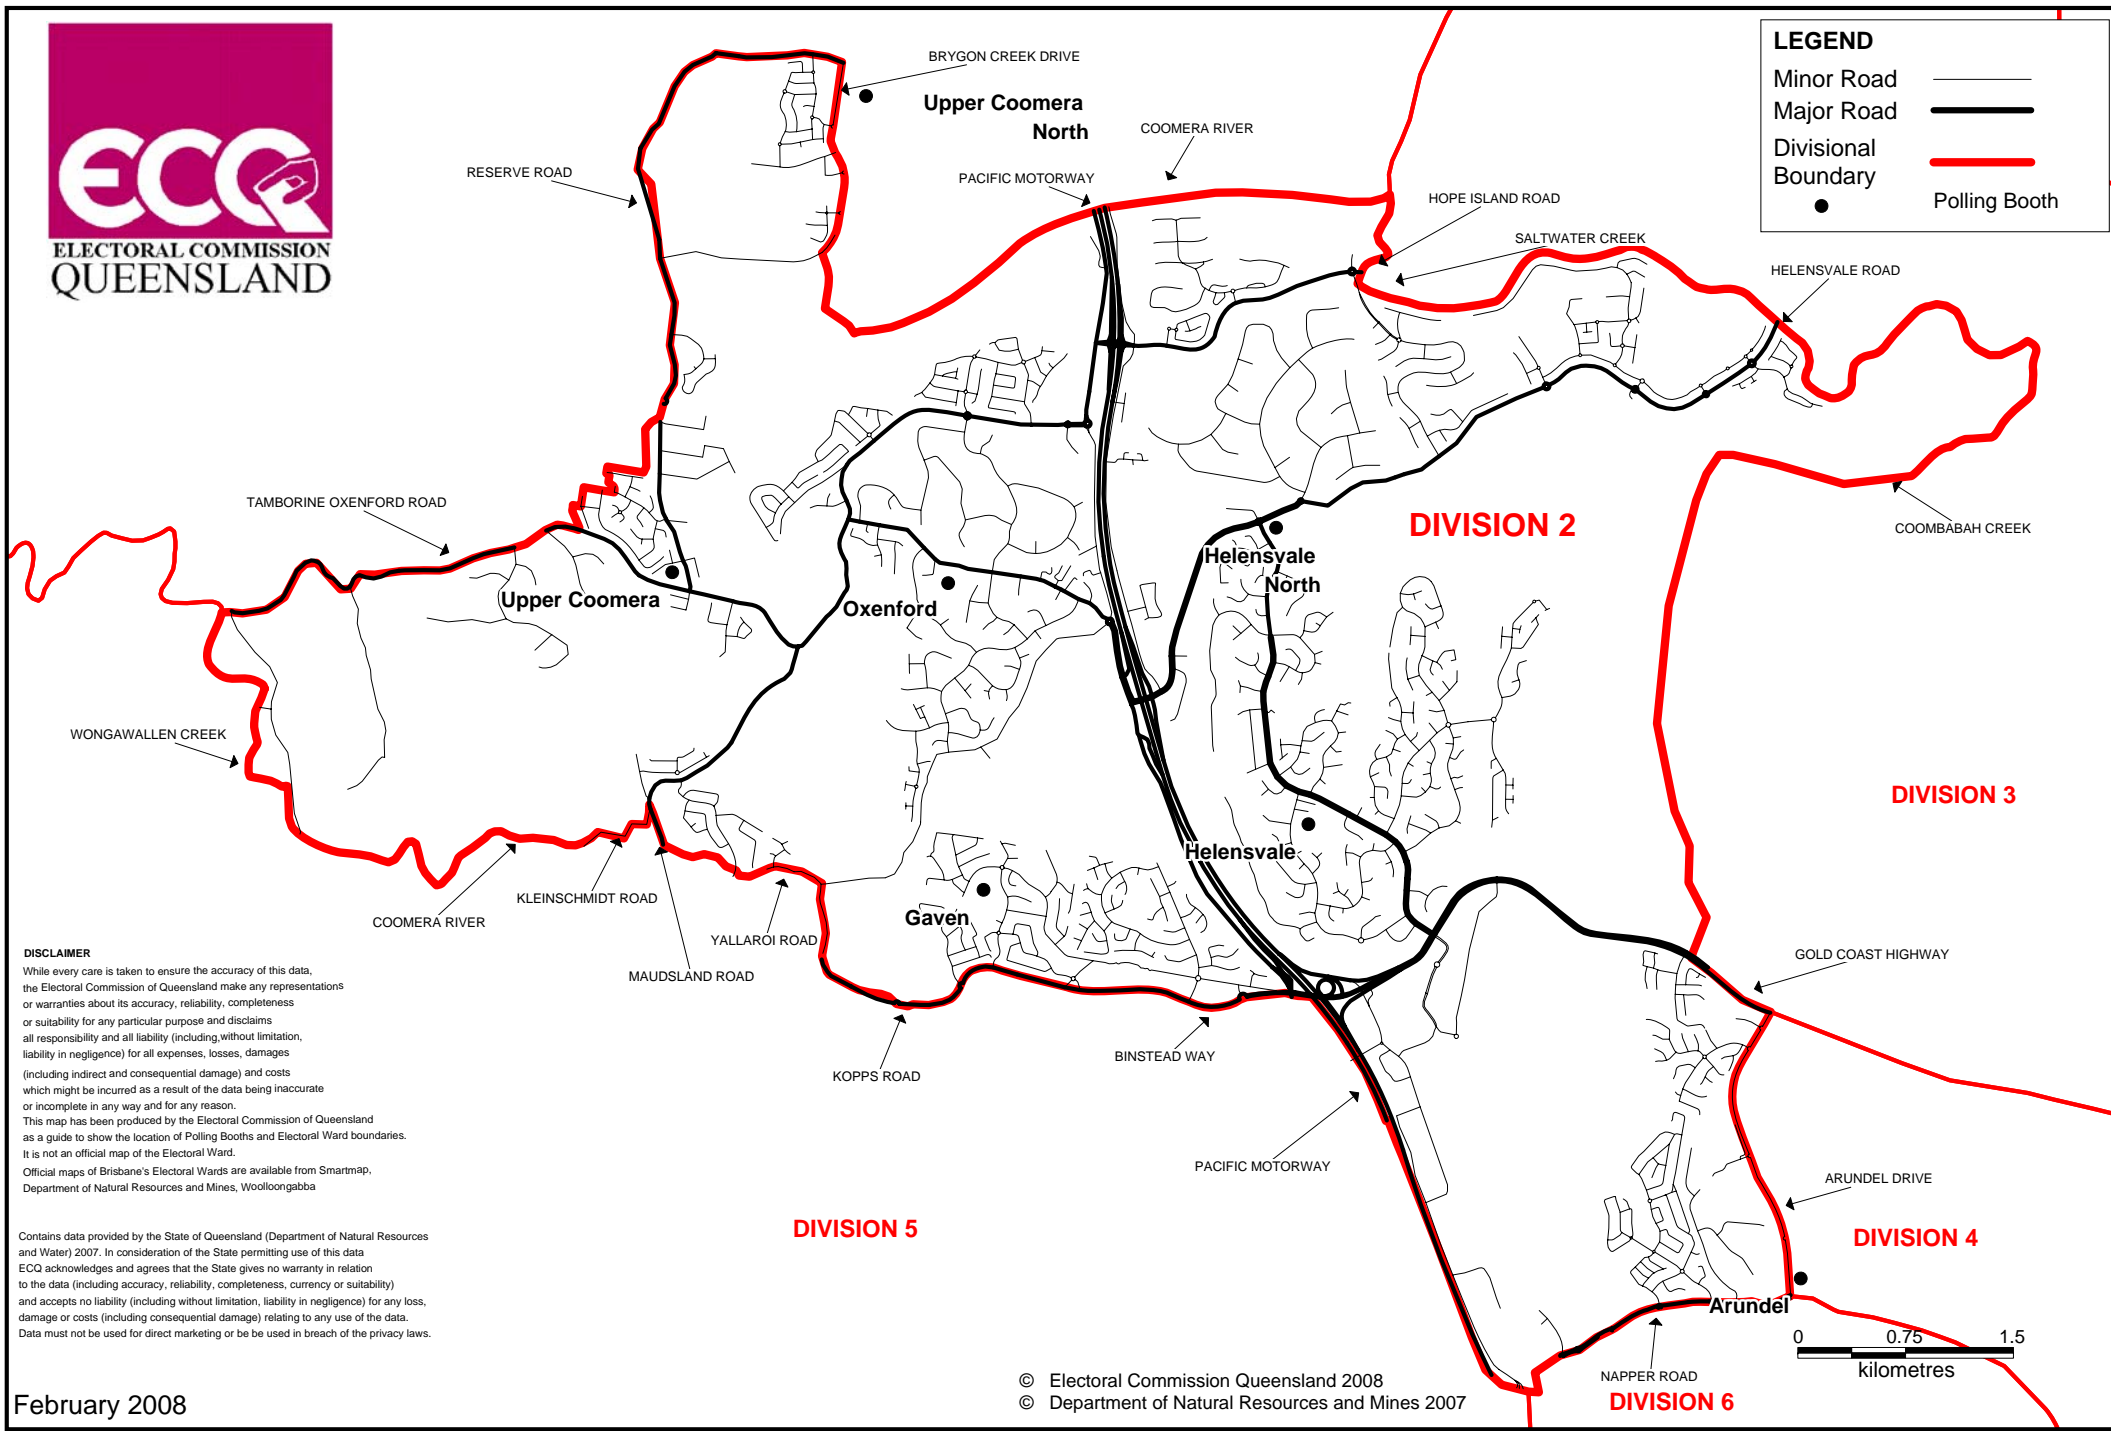 ECQ
ELECTORAL COMMISSION
QUEENSLAND
LEGEND
Minor Road
Major Road
Divisional
Boundary
Polling Booth
BRYGON CREEK DRIVE
Upper Coomera
North
COOMERA RIVER
RESERVE ROAD
PACIFIC MOTORWAY
HOPE ISLAND ROAD
SALTWATER CREEK
HELENSVALE ROAD
TAMBORINE OXENFORD ROAD
COOMBABAH CREEK
DIVISION 2
Helensvale
North
Upper Coomera
Oxenford
WONGAWALLEN CREEK
DIVISION 3
Helensvale
KLEINSCHMIDT ROAD
COOMERA RIVER
Gaven
YALLAROI ROAD
MAUDSLAND ROAD
GOLD COAST HIGHWAY
BINSTEAD WAY
KOPPS ROAD
PACIFIC MOTORWAY
ARUNDEL DRIVE
DIVISION 5
DIVISION 4
Arundel
NAPPER ROAD
DIVISION 6
0 0.75 1.5
kilometres
DISCLAIMER
While every care is taken to ensure the accuracy of this data,
the Electoral Commission of Queensland make any representations
or warranties about its accuracy, reliability, completeness
or suitability for any particular purpose and disclaims
all responsibility and all liability (including,without limitation,
liability in negligence) for all expenses, losses, damages
(including indirect and consequential damage) and costs
which might be incurred as a result of the data being inaccurate
or incomplete in any way and for any reason.
This map has been produced by the Electoral Commission of Queensland
as a guide to show the location of Polling Booths and Electoral Ward boundaries.
It is not an official map of the Electoral Ward.
Official maps of Brisbane's Electoral Wards are available from Smartmap,
Department of Natural Resources and Mines, Woolloongabba
Contains data provided by the State of Queensland (Department of Natural Resources
and Water) 2007. In consideration of the State permitting use of this data
ECQ acknowledges and agrees that the State gives no warranty in relation
to the data (including accuracy, reliability, completeness, currency or suitability)
and accepts no liability (including without limitation, liability in negligence) for any loss,
damage or costs (including consequential damage) relating to any use of the data.
Data must not be used for direct marketing or be be used in breach of the privacy laws.
February 2008
© Electoral Commission Queensland 2008
© Department of Natural Resources and Mines 2007